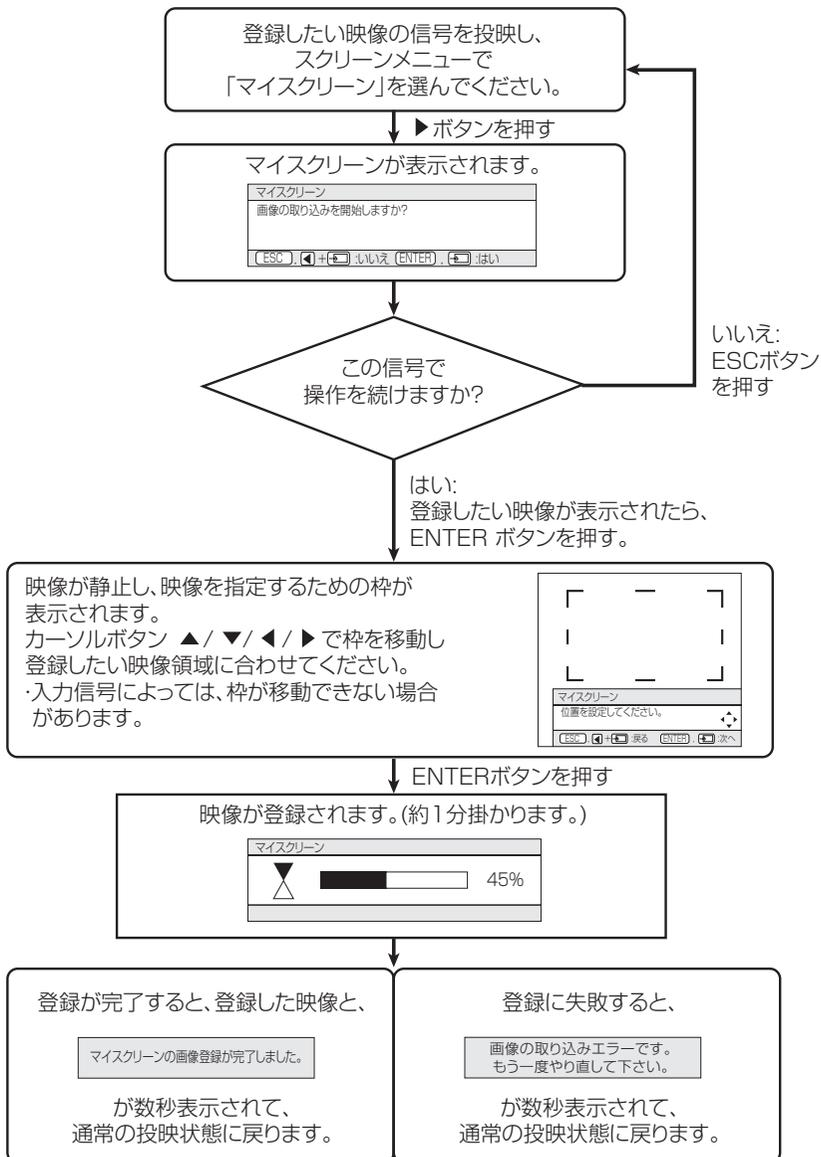 登録したい映像の信号を投映し、
スクリーンメニューで
「マイスクリーン」を選んでください。
▶ボタンを押す
マイスクリーンが表示されます。
マイスクリーン
画像の取り込みを開始しますか?
ESC , ◀ + :いいえ ENTER , :はい
この信号で
操作を続けますか?
いいえ:
ESCボタン
を押す
はい:
登録したい映像が表示されたら、
ENTER ボタンを押す。
映像が静止し、映像を指定するための枠が
表示されます。
カーソルボタン ▲/ ▼/ ◀/ ▶で枠を移動し
登録したい映像領域に合わせてください。
・入力信号によっては、枠が移動できない場合
があります。
マイスクリーン
位置を設定してください。
ESC , ◀ + :戻る ENTER , :次へ
ENTERボタンを押す
映像が登録されます。(約1分掛かります。)
マイスクリーン
45%
登録が完了すると、登録した映像と、
マイスクリーンの画像登録が完了しました。
が数秒表示されて、
通常の投映状態に戻ります。
登録に失敗すると、
画像の取り込みエラーです。
もう一度やり直して下さい。
が数秒表示されて、
通常の投映状態に戻ります。